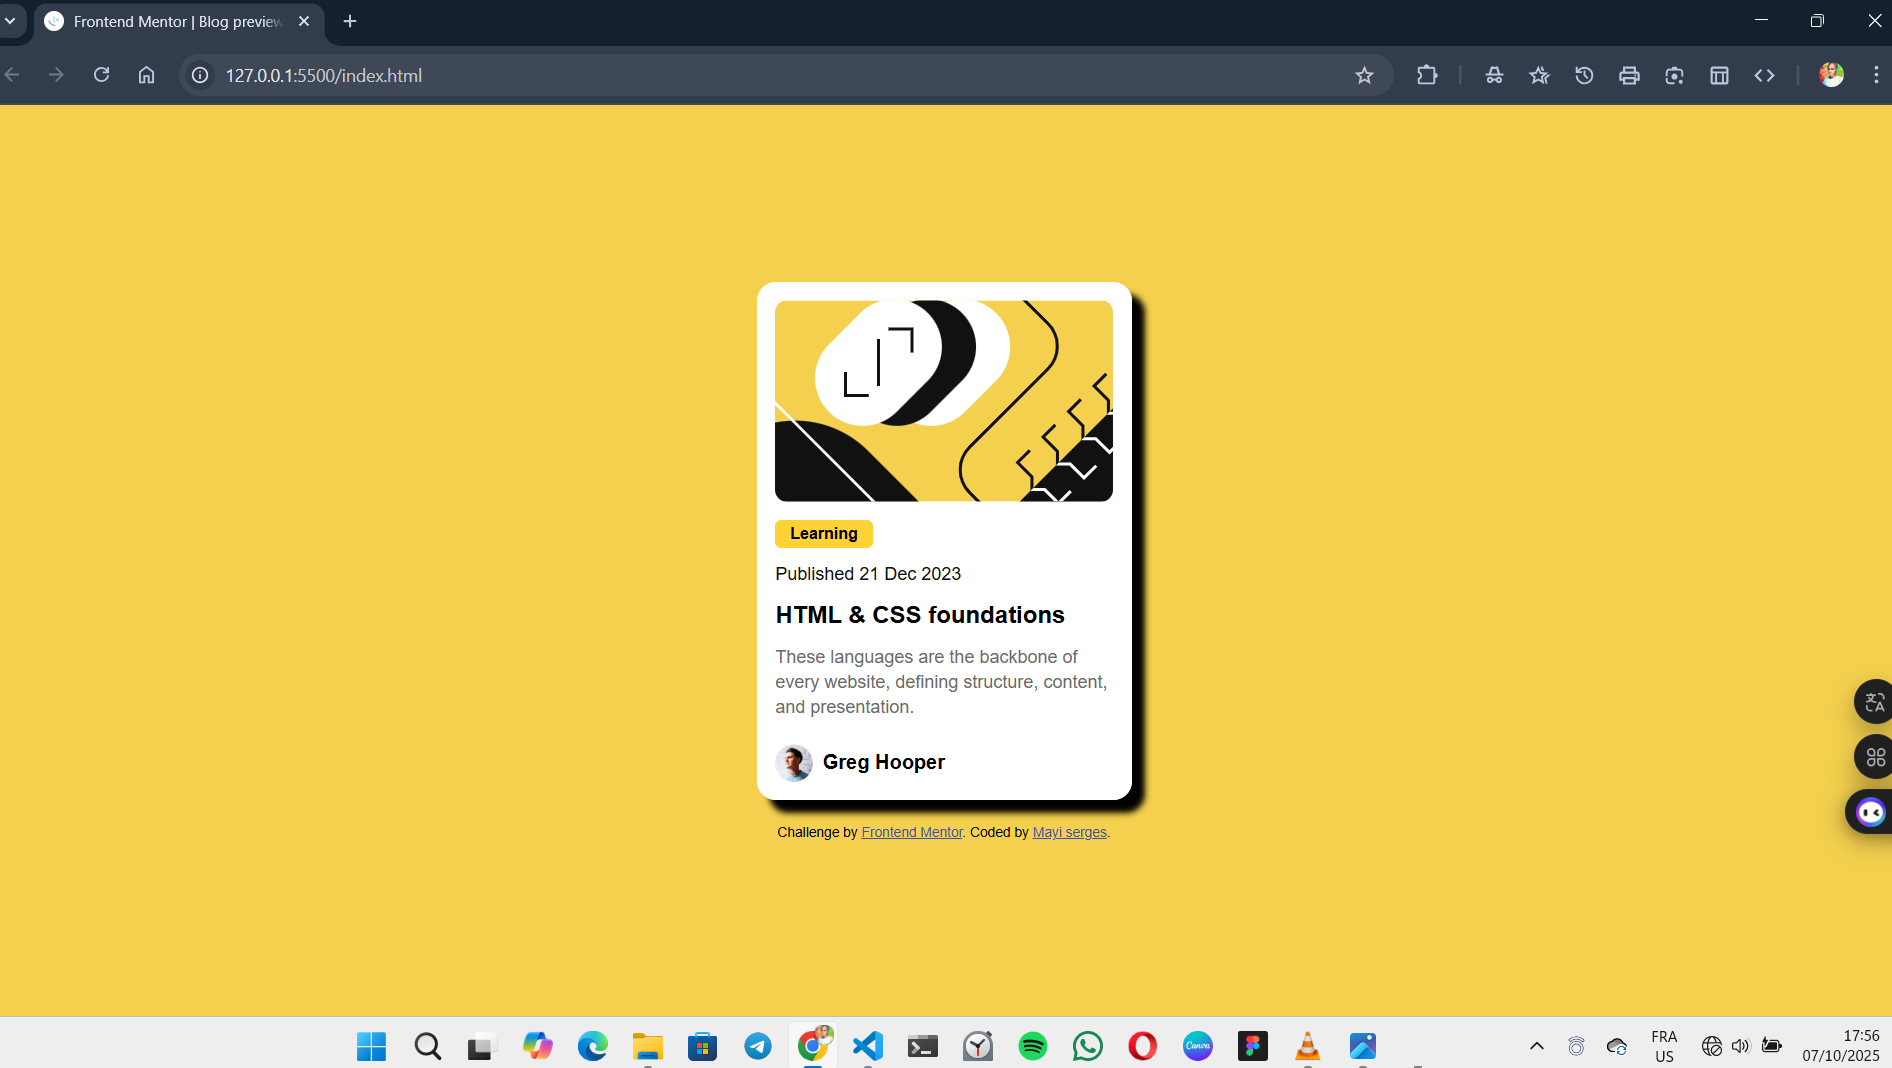 Frontend Mentor | Blog preview
127.0.0.1:5500/index.html
Learning
Published 21 Dec 2023
HTML & CSS foundations
These languages are the backbone of
every website, defining structure, content,
and presentation.
Greg Hooper
Challenge by Frontend Mentor. Coded by Mayi serges.
Canva
FRA
US
17:56
07/10/2025